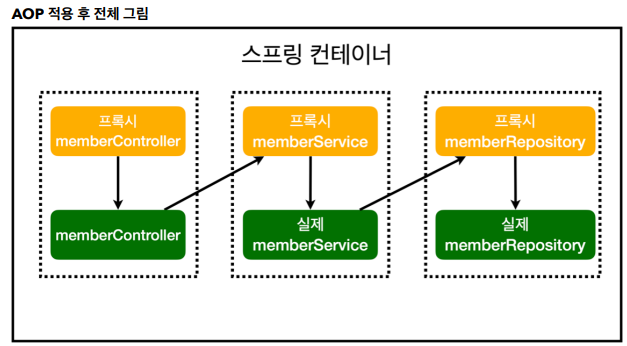 AOP 적용 후 전체 그림
스프링 컨테이너
프록시
memberController
프록시
memberService
프록시
memberRepository
memberController
실제
memberService
실제
memberRepository